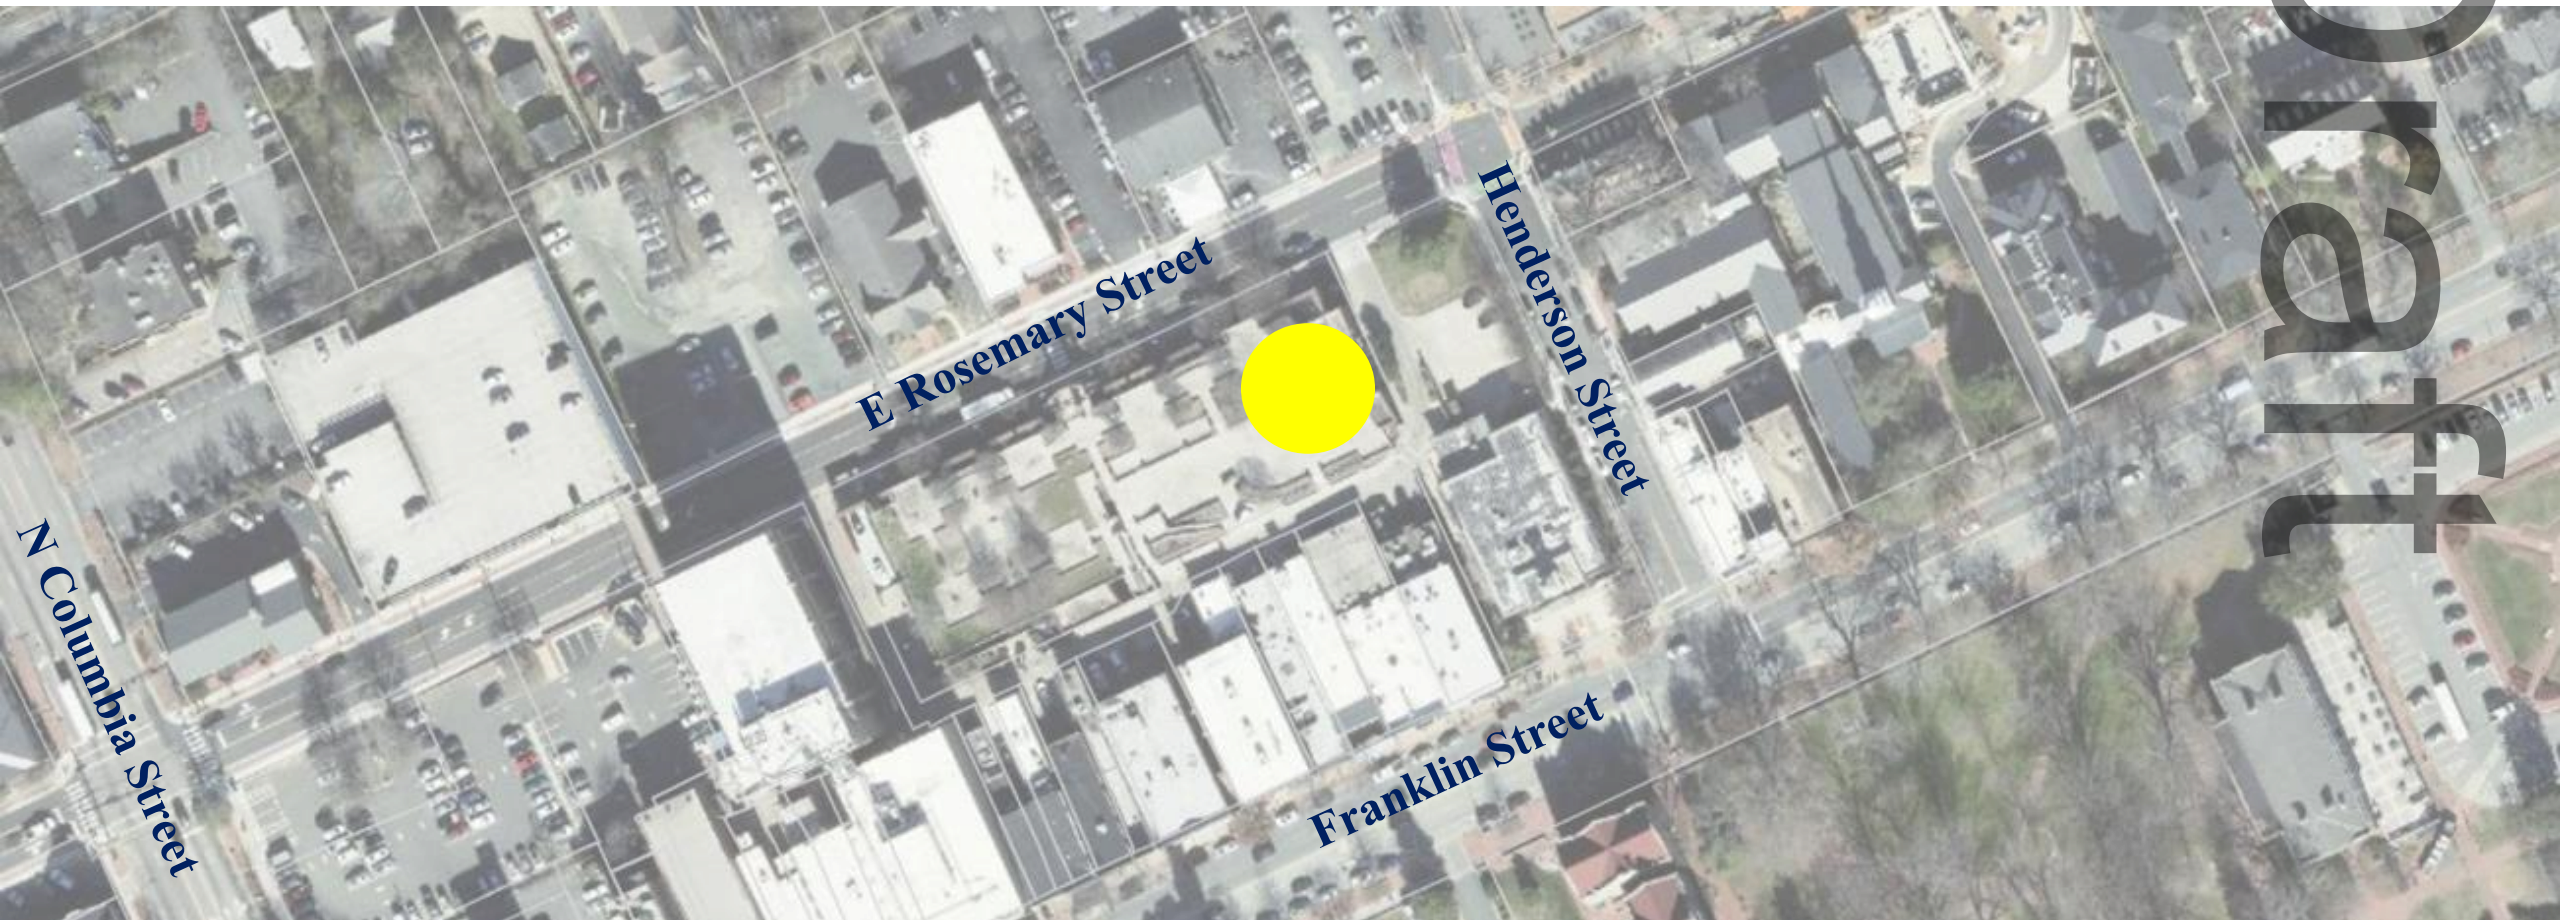 E Rosemary Street
Henderson Street
N Columbia Street
Franklin Street
Draft